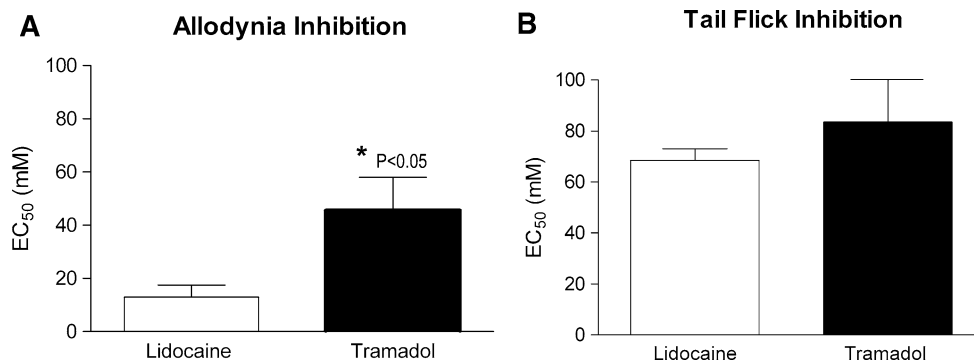 A
Allodynia Inhibition
100
80
60
40
20
0
EC50 (mM)
* P<0.05
Lidocaine Tramadol
B
Tail Flick Inhibition
100
80
60
40
20
0
EC50 (mM)
Lidocaine Tramadol